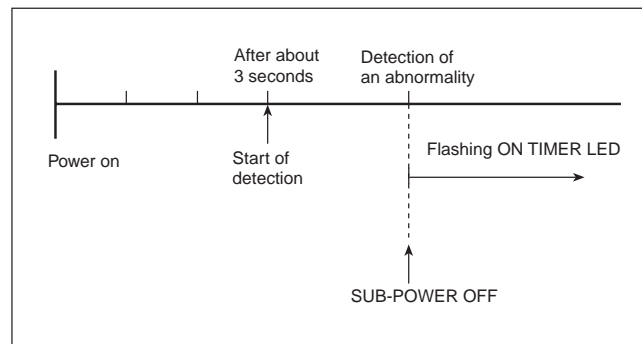 After about
3 seconds
Detection of
an abnormality
Power on
Start of
detection
Flashing ON TIMER LED
SUB-POWER OFF